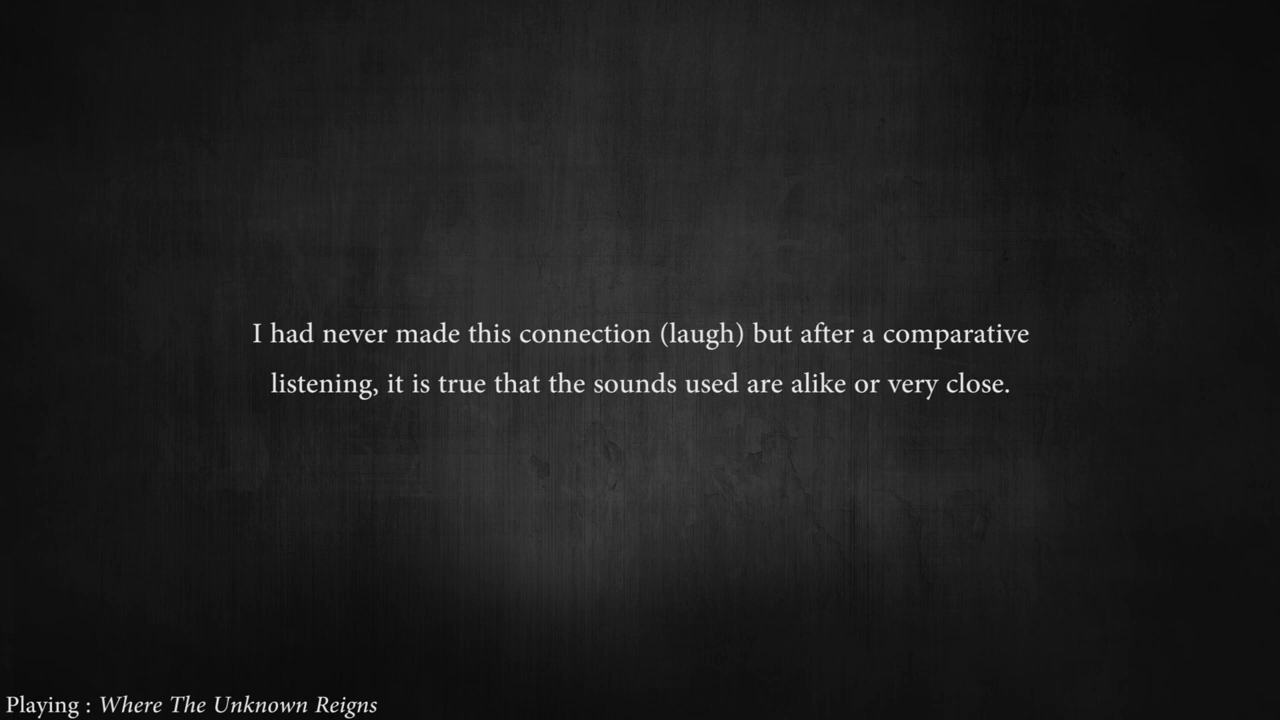 I had never made this connection (laugh) but after a comparative
listening, it is true that the sounds used are alike or very close.
Playing : Where The Unknown Reigns